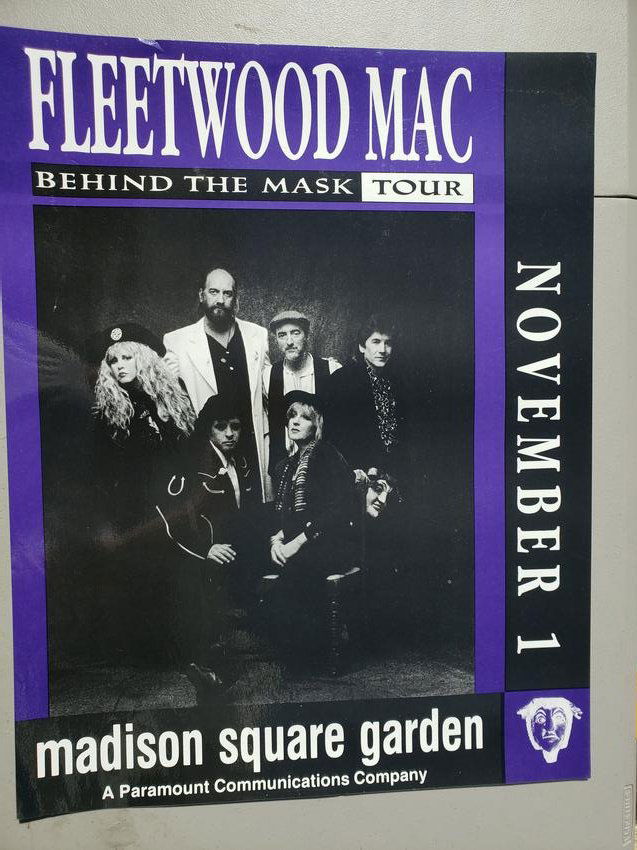 FLEETWOOD MAC
BEHIND THE MASK TOUR
NOVEMBER 1
madison square garden
A Paramount Communications Company